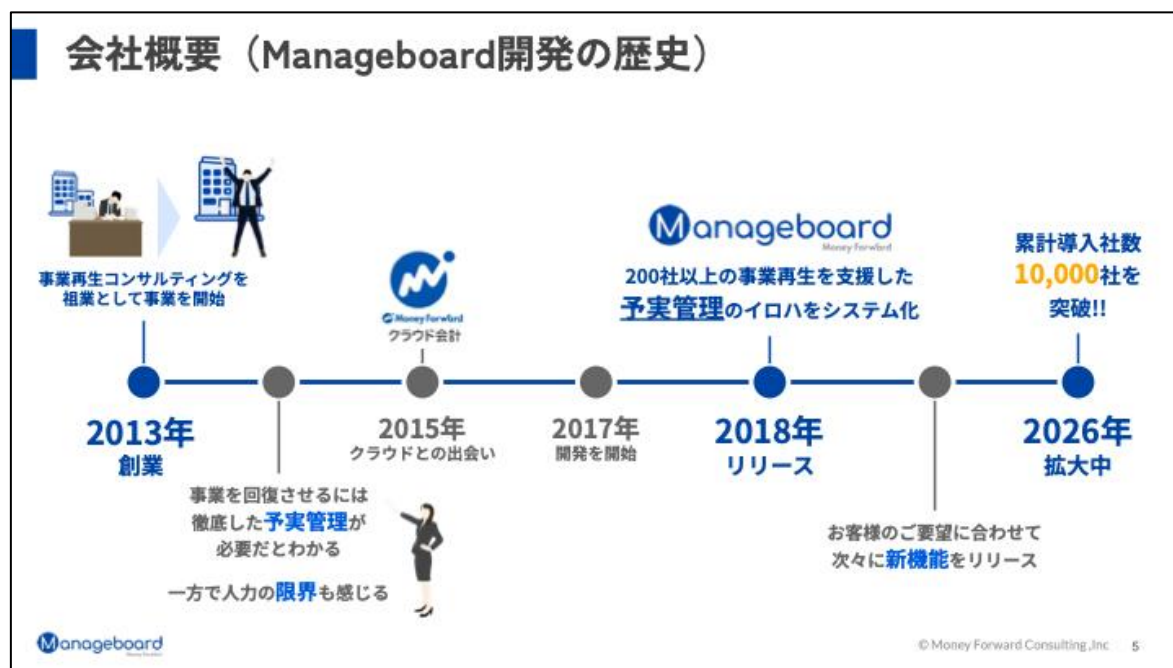 会社概要（Manageboard開発の歴史）
事業再生コンサルティングを
祖業として事業を開始
Money Forward
クラウド会計
Manageboard
Money Forward
200社以上の事業再生を支援した
予実管理のイロハをシステム化
累計導入社数
10,000社を
突破!!
2013年
創業
2015年
クラウドとの出会い
2017年
開発を開始
2018年
リリース
2026年
拡大中
事業を回復させるには
徹底した予実管理が
必要だとわかる
一方で人力の限界も感じる
お客様のご要望に合わせて
次々に新機能をリリース
Manageboard
Money Forward
© Money Forward Consulting,Inc 5